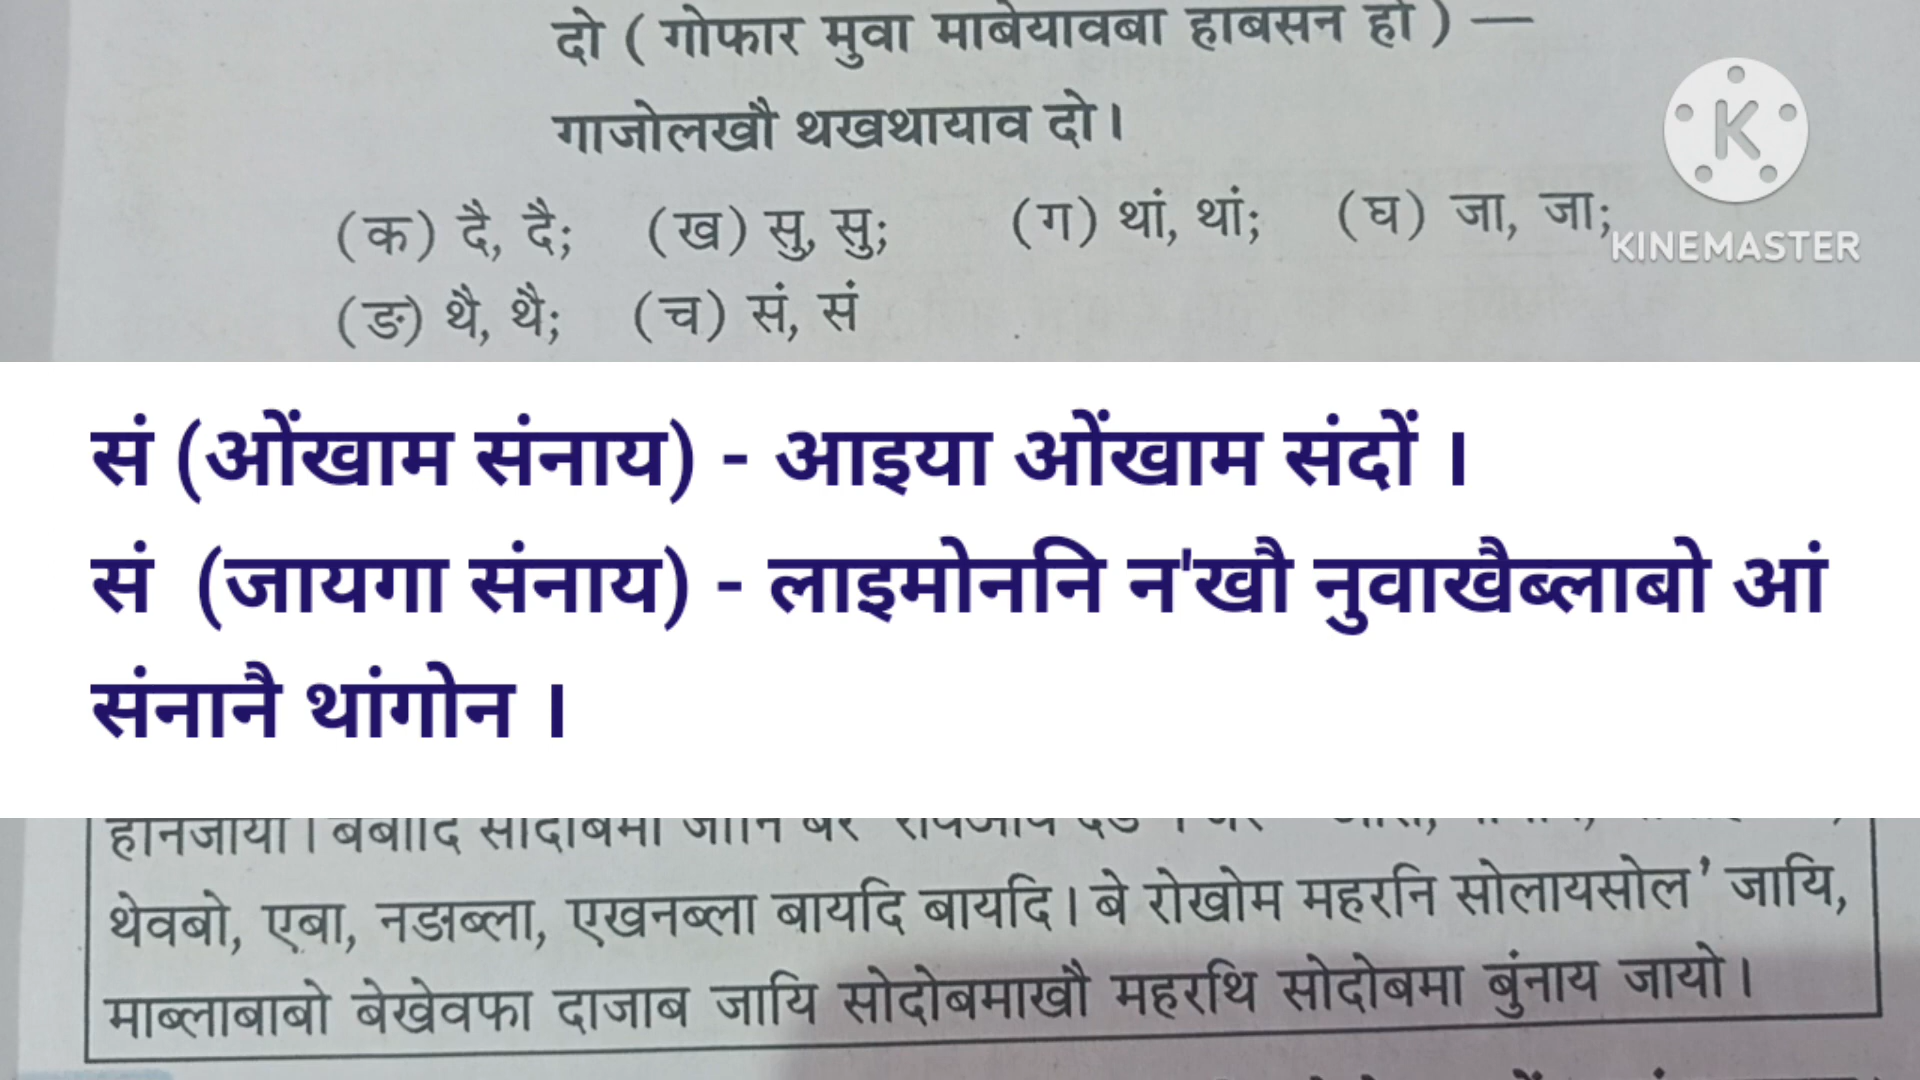 दो ( गोफार मुवा माबेयावबा हाबसन हो ) —
गाजोलखौ थखथायाव दो।
(क) दै, दै; (ख) सु, सु; (ग) थां, थां; (घ) जा, जा;
(ङ) थै, थै; (च) सं, सं
K
KINEMASTER
सं (ओंखाम संनाय) - आइया ओंखाम संदों ।
सं (जायगा संनाय) - लाइमोननि न'खौ नुवाखैब्लाबो आं
संनानै थांगोन ।
थेवबो, एबा, नङाब्ला, एखनब्ला बायदि बायदि। बे रोखोम महरनि सोलायसोल’ जायि,
माब्लाबाबो बेखेवफा दाजाब जायि सोदोबमाखौ महरथि सोदोबमा बुंनाय जायो।